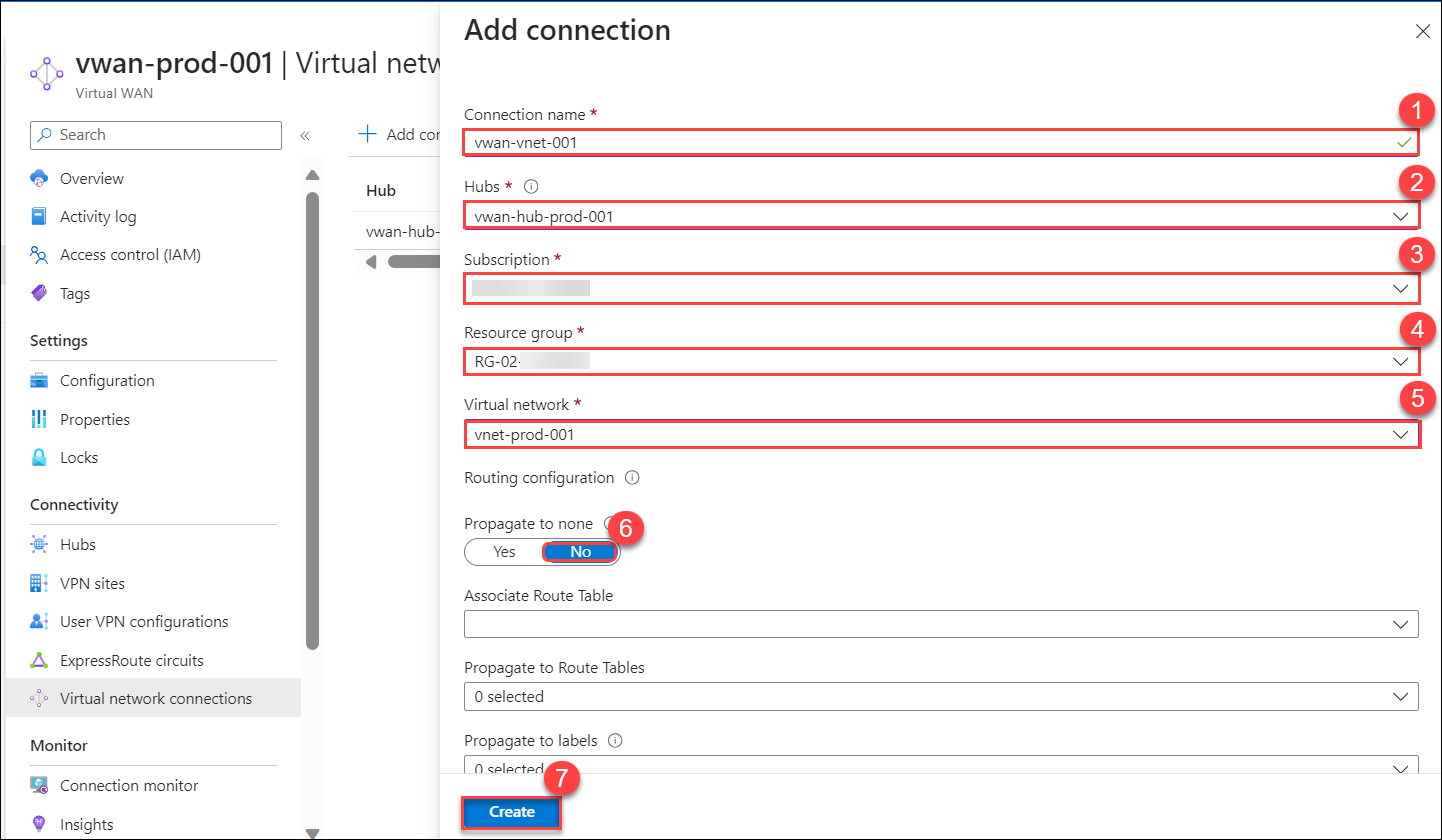 vwan-prod-001 | Virtual netw
Virtual WAN
Search
«
Overview
Activity log
Access control (IAM)
Tags
Settings
Configuration
Properties
Locks
Connectivity
Hubs
VPN sites
User VPN configurations
ExpressRoute circuits
Virtual network connections
Monitor
Connection monitor
Insights
+ Add cor
Hub
vwan-hub-
Add connection
Connection name *
1
vwan-vnet-001
Hubs *
2
vwan-hub-prod-001
Subscription *
3
Resource group *
4
RG-02-
Virtual network *
5
vnet-prod-001
Routing configuration
Propagate to none
6
Yes No
Associate Route Table
Propagate to Route Tables
0 selected
Propagate to labels
0 selected
7
Create